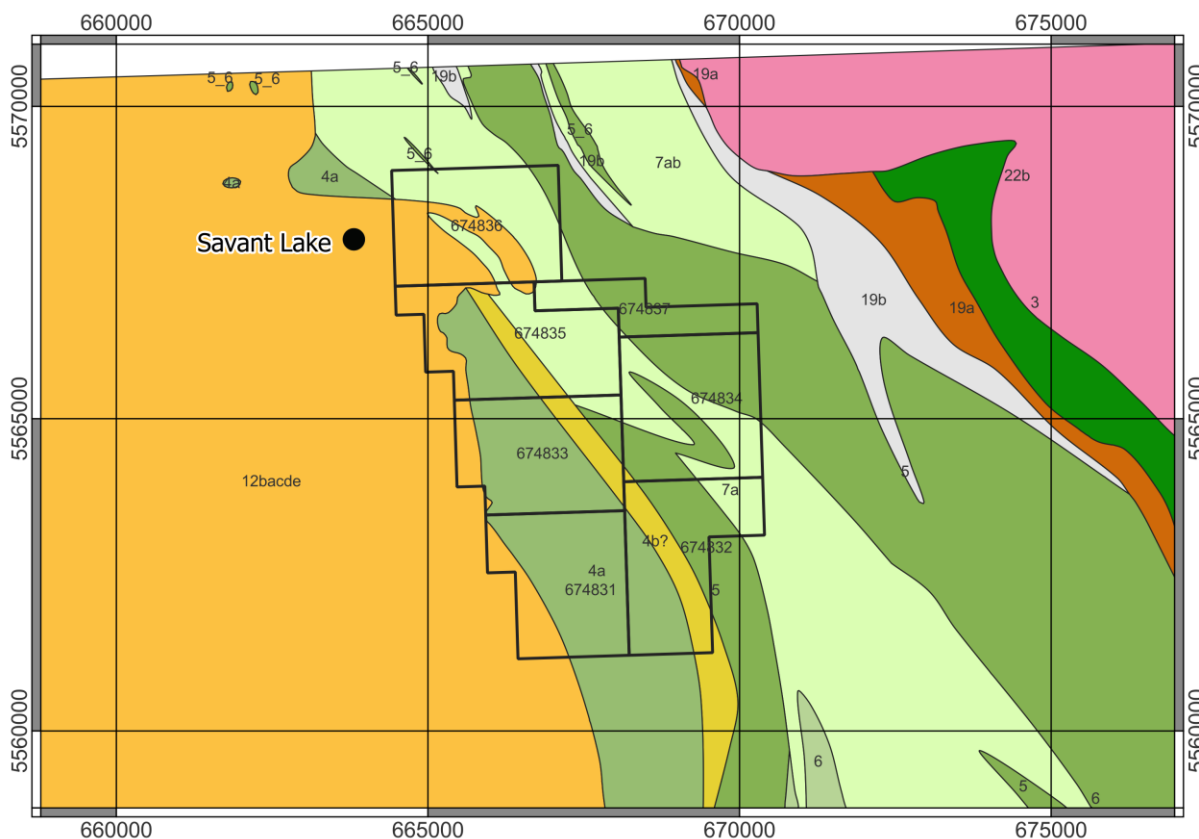 660000 665000 670000 675000
5570000 5570000
5_6 5_6 5_6 19b 19a
5_6 5_6 19b 7ab
4a 4a 22b
674836
Savant Lake
19b 19a 3
674837
674835
674834
5565000 5565000
674833
12bacde
5
7a
4b? 674832
4a
674831 5
5560000 5560000
6
5 6
660000 665000 670000 675000